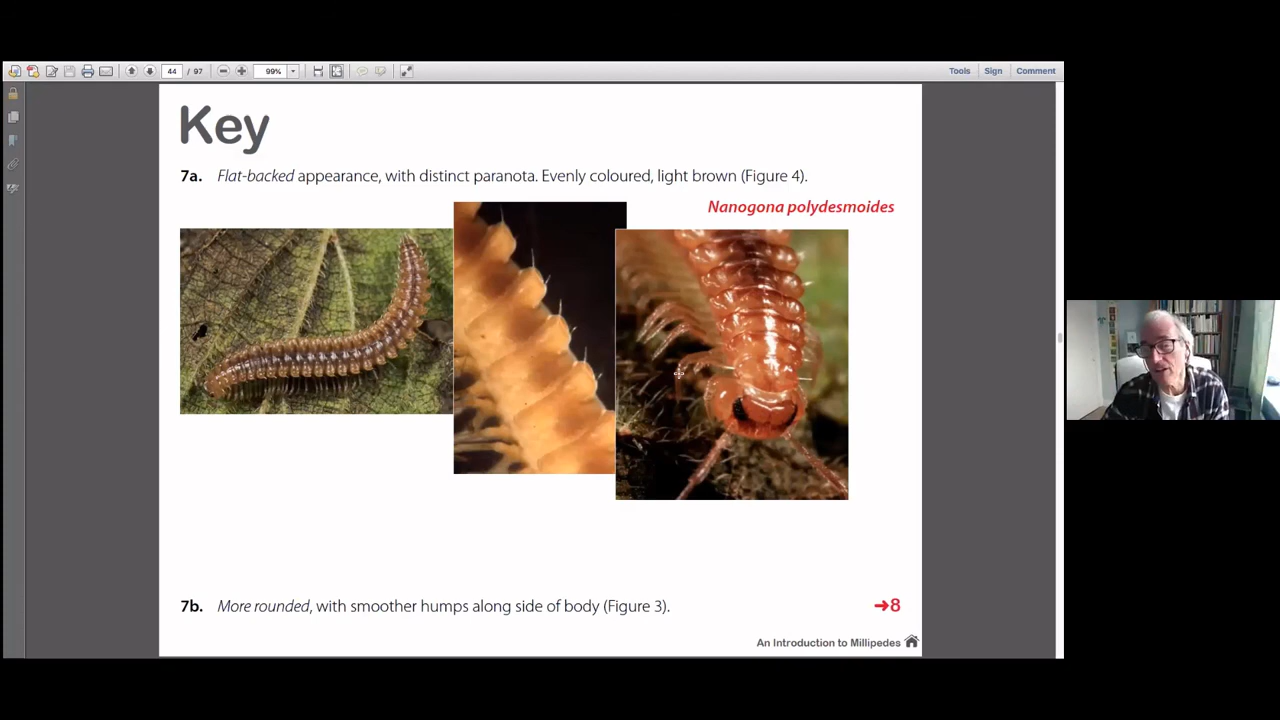 44 / 97
99%
Tools Sign Comment
Key
7a. Flat-backed appearance, with distinct paranota. Evenly coloured, light brown (Figure 4).
Nanogona polydesmoides
7b. More rounded, with smoother humps along side of body (Figure 3).
➔8
An Introduction to Millipedes